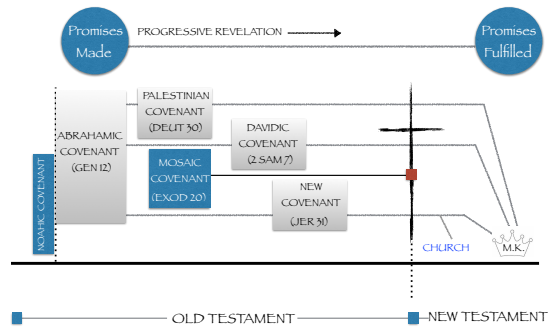 Promises
Made
PROGRESSIVE REVELATION
Promises
Fulfilled
NOAHIC COVENANT
ABRAHAMIC
COVENANT
(GEN 12)
PALESTINIAN
COVENANT
(DEUT 30)
DAVIDIC
COVENANT
(2 SAM 7)
MOSAIC
COVENANT
(EXOD 20)
NEW
COVENANT
(JER 31)
CHURCH
M.K.
OLD TESTAMENT
NEW TESTAMENT